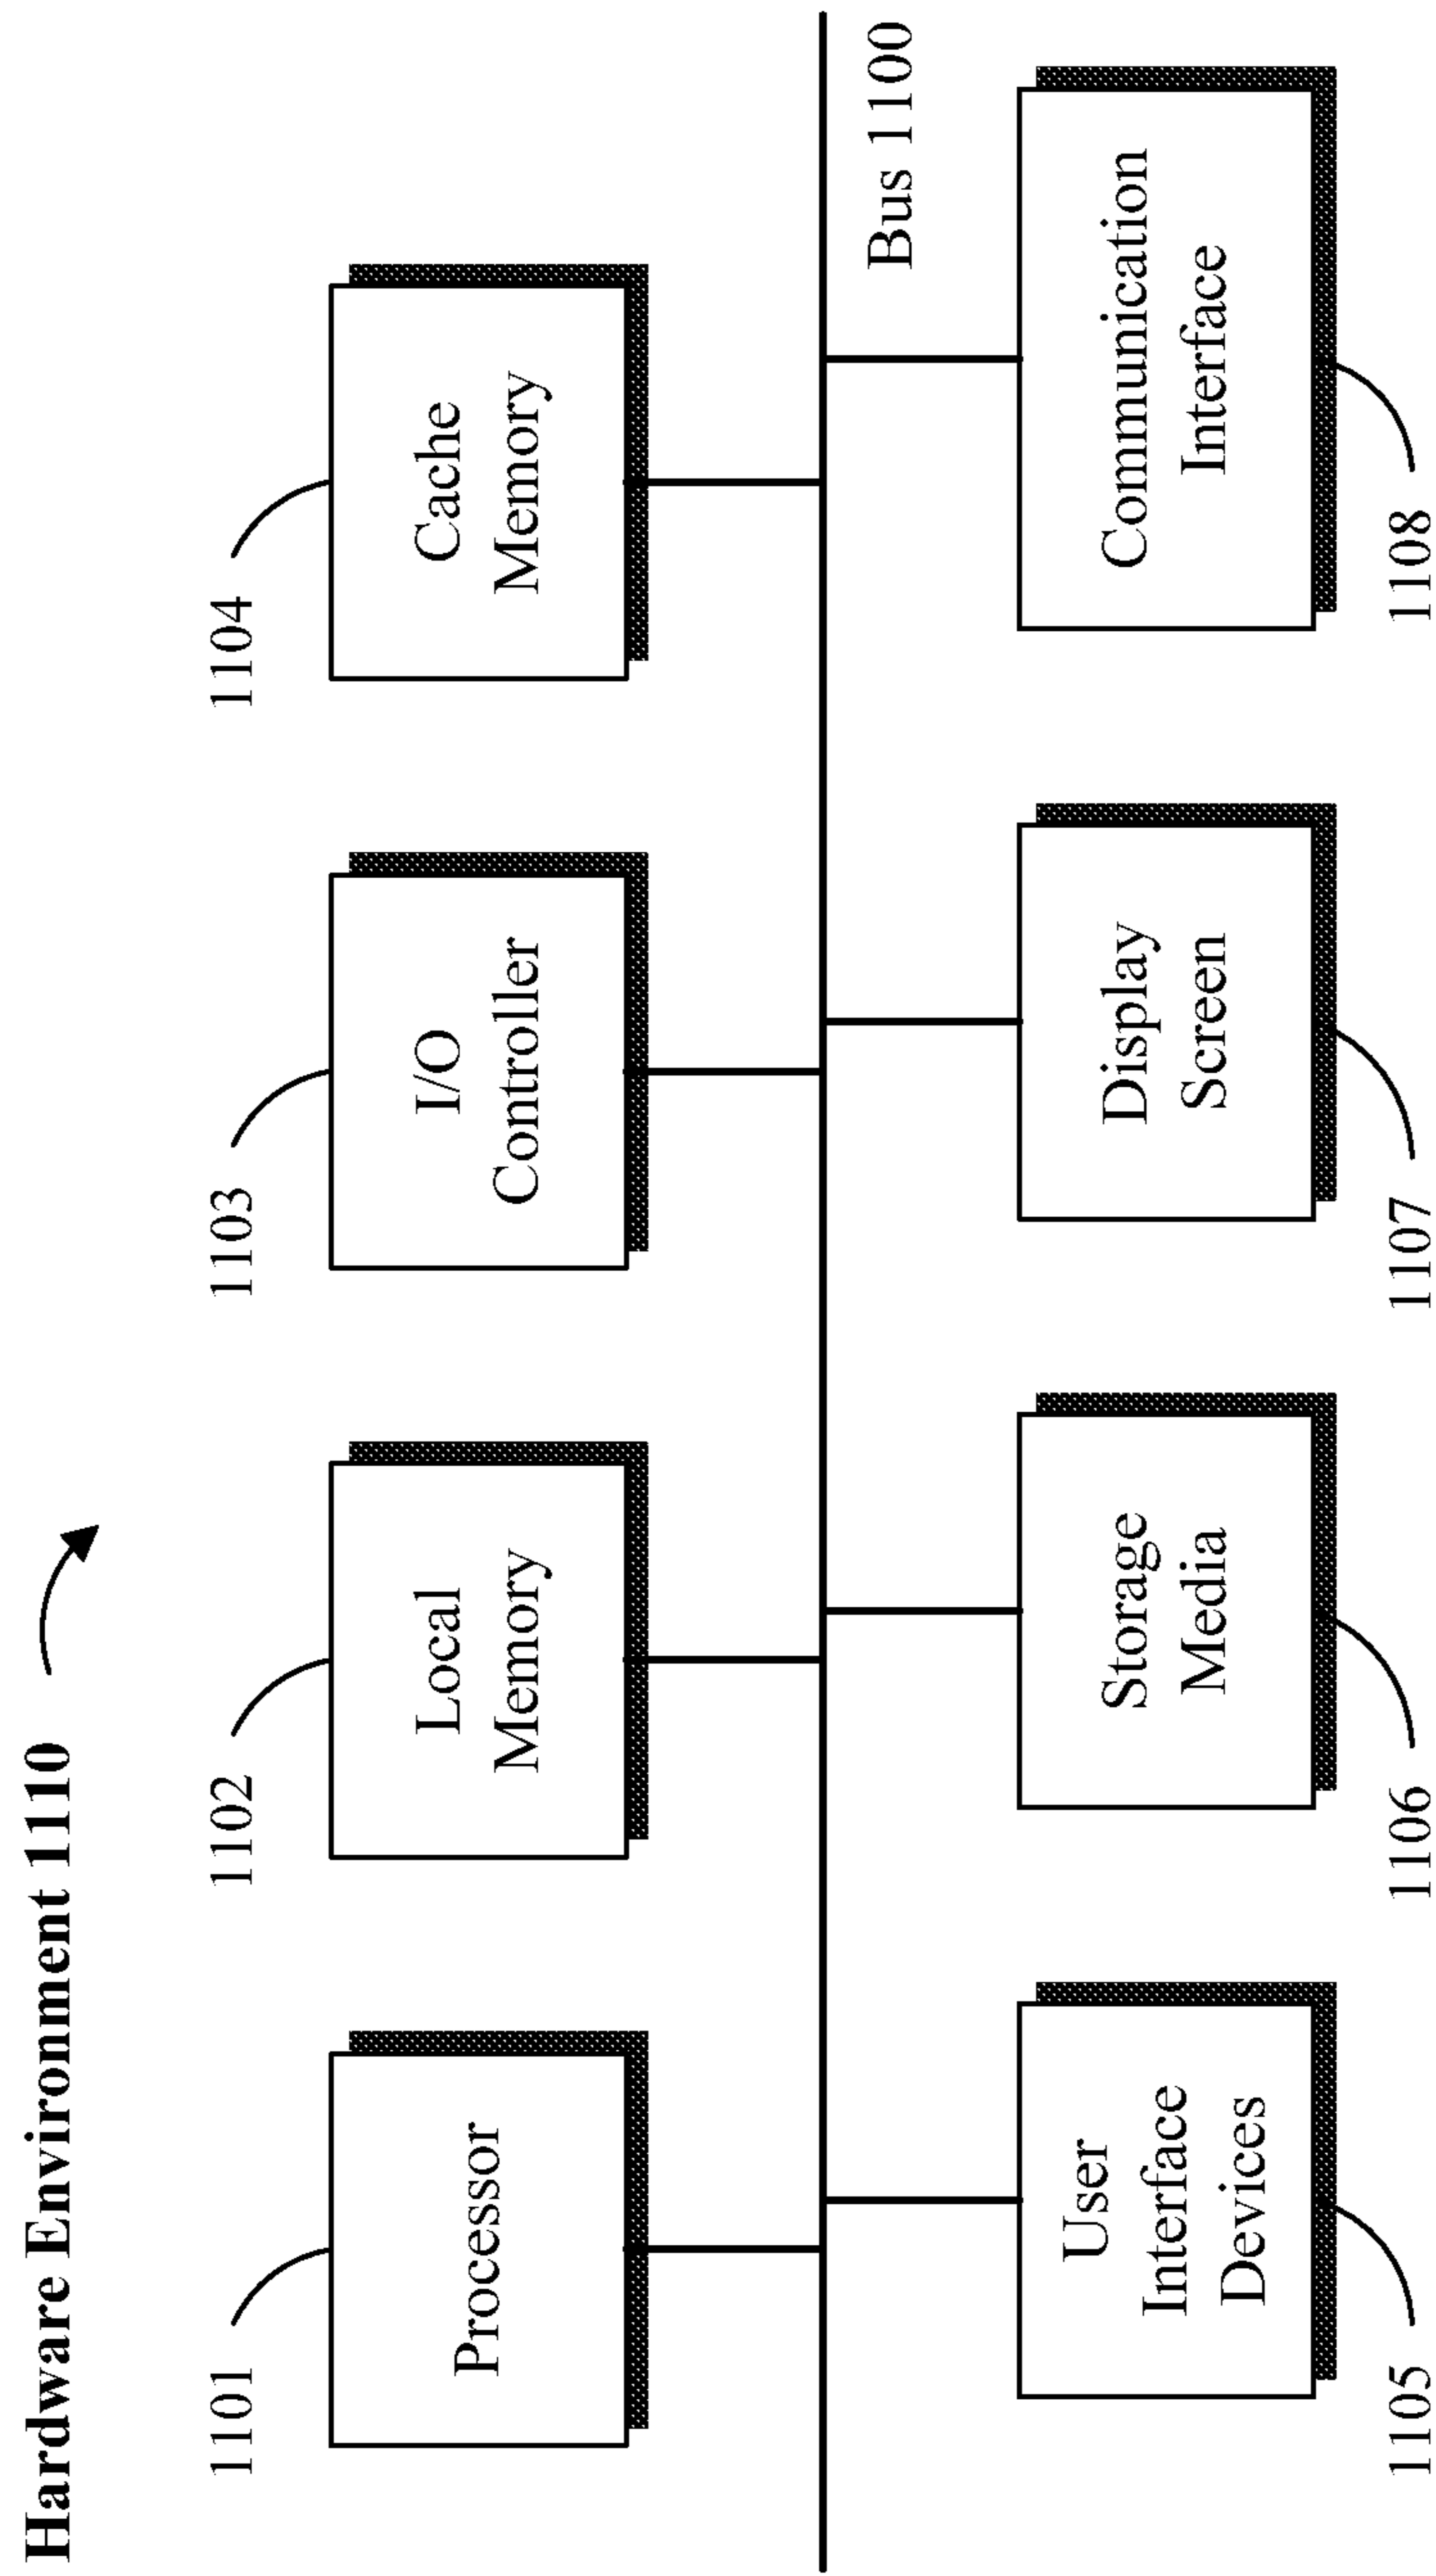 Hardware Environment 1110
1101
1102
1103
1104
Processor
Local
Memory
I/O
Controller
Cache
Memory
Bus 1100
User
Interface
Devices
Storage
Media
Display
Screen
Communication
Interface
1105
1106
1107
1108